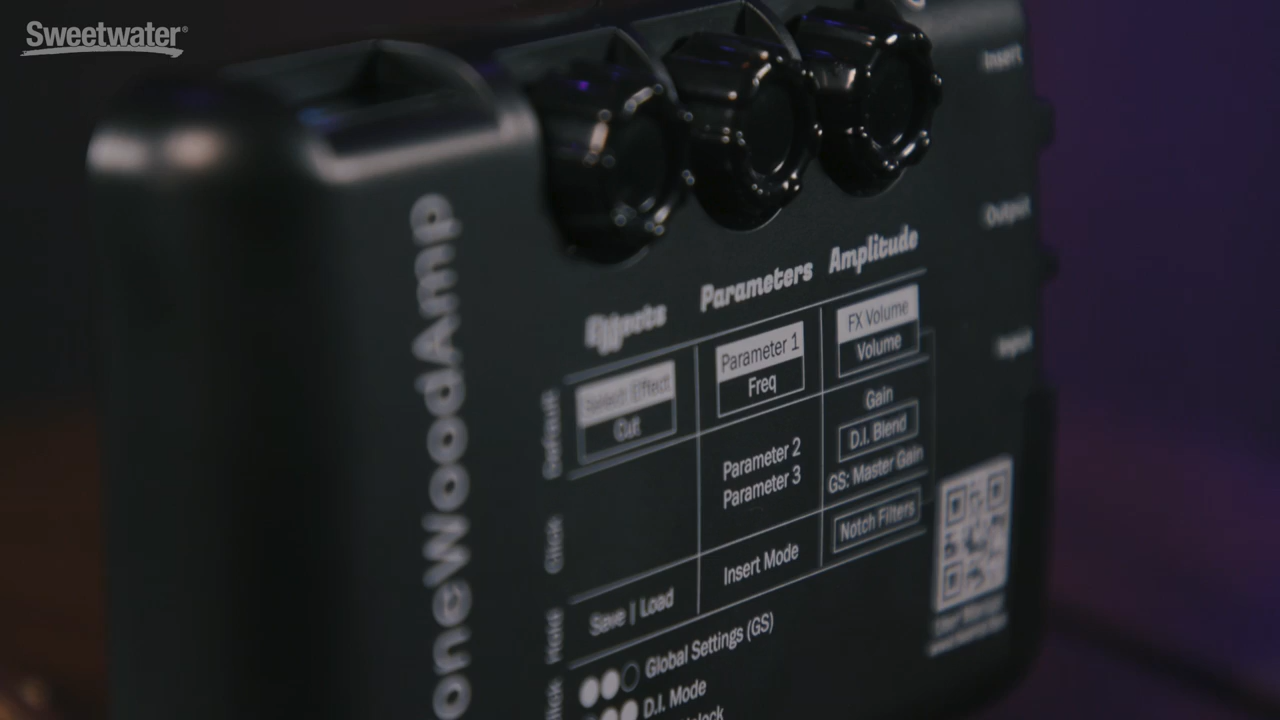 Sweetwater®
Insert
Output
Input
oneWoodAmp
Effects
Parameters
Amplitude
Default
Select Effect
Cut
Parameter 1
Freq
FX Volume
Volume
Click
Parameter 2
Parameter 3
Gain
D.I. Blend
GS: Master Gain
Hold
Save | Load
Insert Mode
Notch Filters
Global Settings (GS)
D.I. Mode